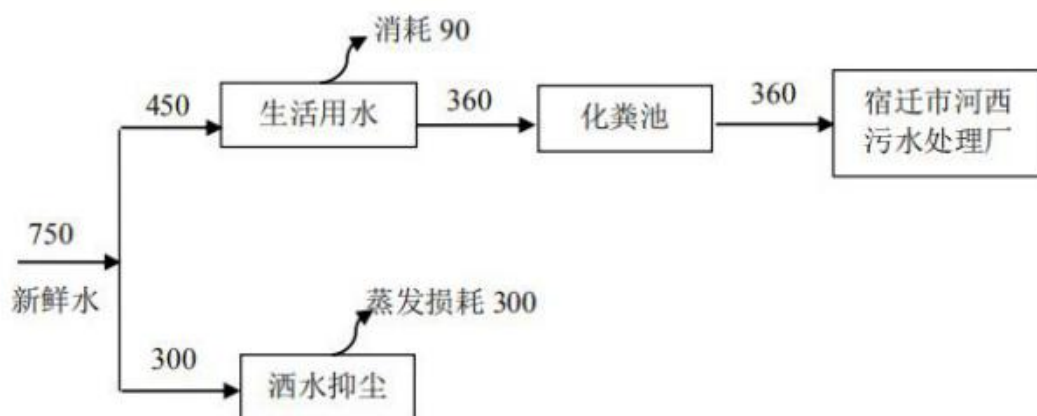 消耗 90
450
生活用水
360
化粪池
360
宿迁市河西
污水处理厂
750
新鲜水
蒸发损耗 300
300
洒水抑尘